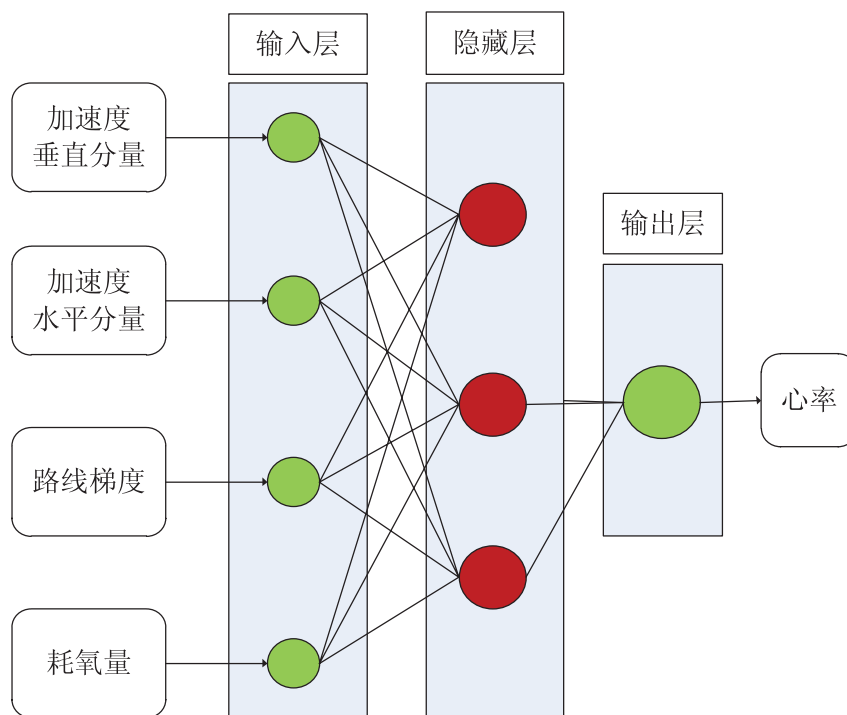 输入层
隐藏层
输出层
加速度
垂直分量
加速度
水平分量
路线梯度
耗氧量
心率